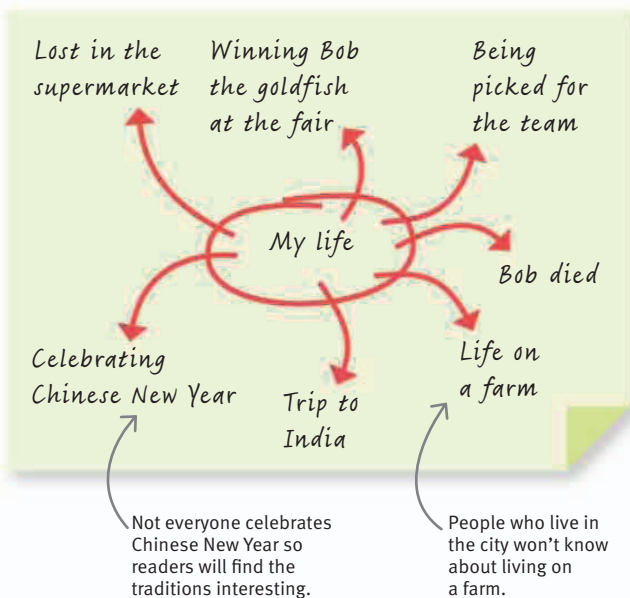 Lost in the
supermarket
Winning Bob
the goldfish
at the fair
Being
picked for
the team
My life
Bob died
Celebrating
Chinese New Year
Trip to
India
Life on
a farm
Not everyone celebrates
Chinese New Year so
readers will find the
traditions interesting.
People who live in
the city won’t know
about living on
a farm.